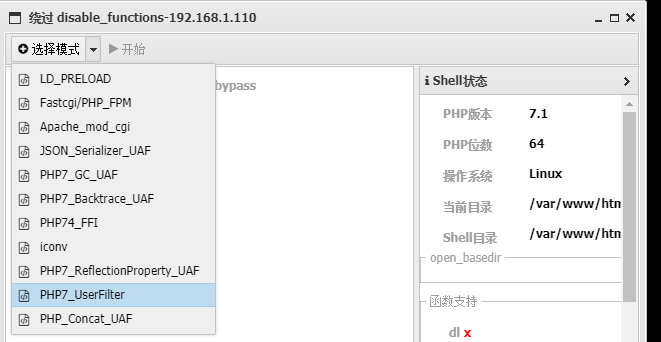 绕过 disable_functions-192.168.1.110
选择模式 开始
LD_PRELOAD
Fastcgi/PHP_FPM
Apache_mod_cgi
JSON_Serializer_UAF
PHP7_GC_UAF
PHP7_Backtrace_UAF
PHP74_FFI
iconv
PHP7_ReflectionProperty_UAF
PHP7_UserFilter
PHP_Concat_UAF
bypass
Shell状态
PHP版本 7.1
PHP位数 64
操作系统 Linux
当前目录 /var/www/htm
Shell目录 /var/www/htm
open_basedir
函数支持
dl x